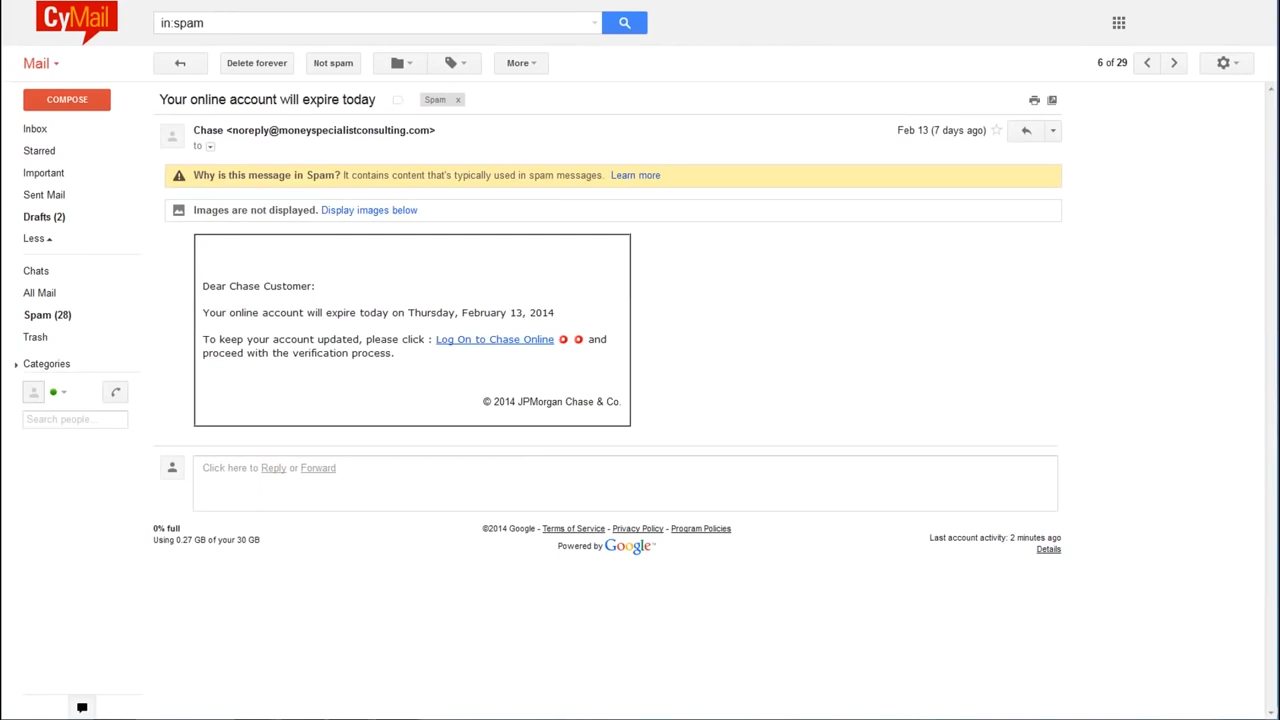 CyMail
in:spam
Mail
Delete forever
Not spam
More
6 of 29
COMPOSE
Your online account will expire today
Spam x
Inbox
Starred
Important
Sent Mail
Drafts (2)
Less
Chats
All Mail
Spam (28)
Trash
Categories
Search people...
Chase <noreply@moneyspecialistconsulting.com>
Feb 13 (7 days ago)
to
Why is this message in Spam? It contains content that's typically used in spam messages. Learn more
Images are not displayed. Display images below
Dear Chase Customer:
Your online account will expire today on Thursday, February 13, 2014
To keep your account updated, please click : Log On to Chase Online and
proceed with the verification process.
© 2014 JPMorgan Chase & Co.
Click here to Reply or Forward
0% full
Using 0.27 GB of your 30 GB
©2014 Google - Terms of Service - Privacy Policy - Program Policies
Powered by Google™
Last account activity: 2 minutes ago
Details